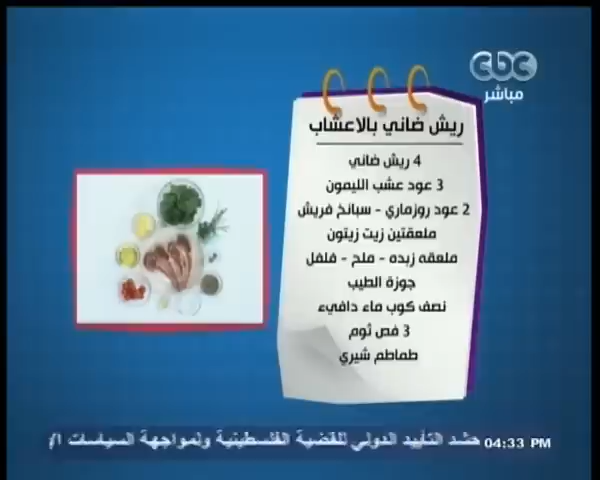 cbc
مباشر
ريش ضاني بالاعشاب
4 ريش ضاني
3 عود عشب الليمون
2 عود روزماري - سبانخ فريش
ملعقتين زيت زيتون
ملعقه زبده - ملح - فلفل
جوزة الطيب
نصف كوب ماء دافيء
3 فص ثوم
طماطم شيري
حشد التأييد الدولي للقضية الفلسطينية ولمواجهة السياسات الإ
04:33 PM